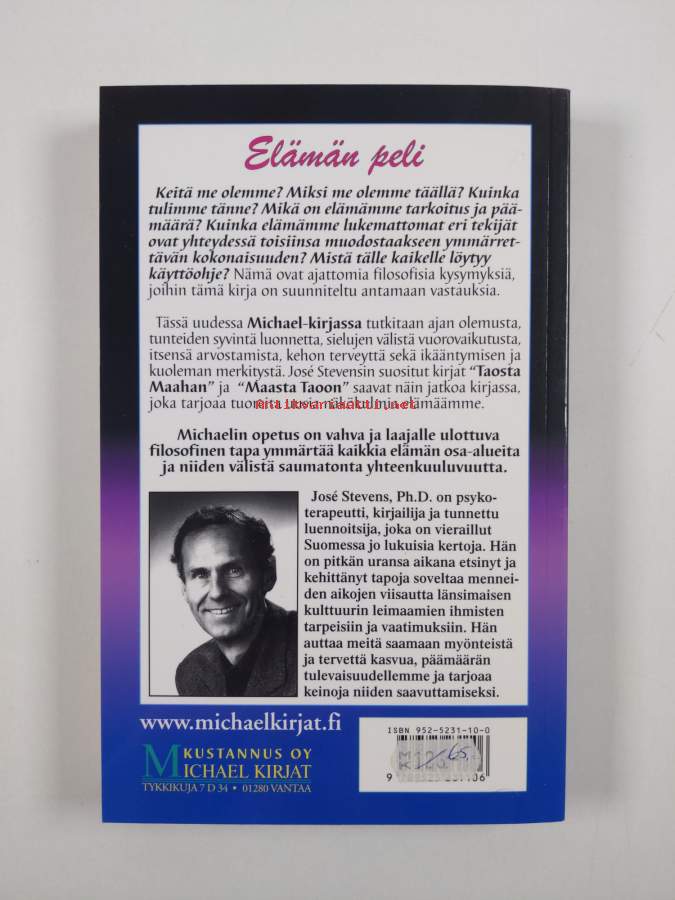 Elämän peli
Keitä me olemme? Miksi me olemme täällä? Kuinka
tulimme tänne? Mikä on elämämme tarkoitus ja pää-
määrä? Kuinka elämämme lukemattomat eri tekijät
ovat yhteydessä toisiinsa muodostaakseen ymmärret-
tävän kokonaisuuden? Mistä tälle kaikelle löytyy
käyttöohje? Nämä ovat ajattomia filosofisia kysymyksiä,
joihin tämä kirja on suunniteltu antamaan vastauksia.
Tässä uudessa Michael-kirjassa tutkitaan ajan olemusta,
tunteiden syvintä luonnetta, sielujen välistä vuorovaikutusta,
itsensä arvostamista, kehon terveyttä sekä ikääntymisen ja
kuoleman merkitystä. José Stevensin suositut kirjat "Taosta
Maahan" ja "Maasta Taoon" saavat näin jatkoa kirjassa,
joka tarjoaa tuoreita uusia näkökulmia elämäämme.
antikvariaatti.net
Michaelin opetus on vahva ja laajalle ulottuva
filosofinen tapa ymmärtää kaikkia elämän osa-alueita
ja niiden välistä saumatonta yhteenkuuluvuutta.
José Stevens, Ph.D. on psyko-
terapeutti, kirjailija ja tunnettu
luennoitsija, joka on vieraillut
Suomessa jo lukuisia kertoja. Hän
on pitkän uransa aikana etsinyt ja
kehittänyt tapoja soveltaa mennei-
den aikojen viisautta länsimaisen
kulttuurin leimaamien ihmisten
tarpeisiin ja vaatimuksiin. Hän
auttaa meitä saamaan myönteistä
ja tervettä kasvua, päämäärän
tulevaisuudellemme ja tarjoaa
keinoja niiden saavuttamiseksi.
www.michaelkirjat.fi
KUSTANNUS OY
MICHAEL KIRJAT
TYKKIKUJA 7 D 34 • 01280 VANTAA
ISBN 952-5231-10-0